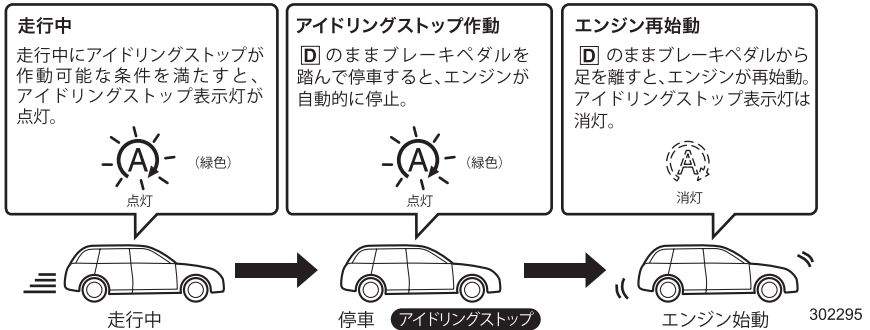 走行中
走行中にアイドリングストップが
作動可能な条件を満たすと、
アイドリングストップ表示灯が
点灯。
A
(緑色)
点灯
アイドリングストップ作動
D のままブレーキペダルを
踏んで停車すると、エンジンが
自動的に停止。
A
(緑色)
点灯
エンジン再始動
D のままブレーキペダルから
足を離すと、エンジンが再始動。
アイドリングストップ表示灯は
消灯。
A
消灯
走行中
停車 アイドリングストップ
エンジン始動
302295